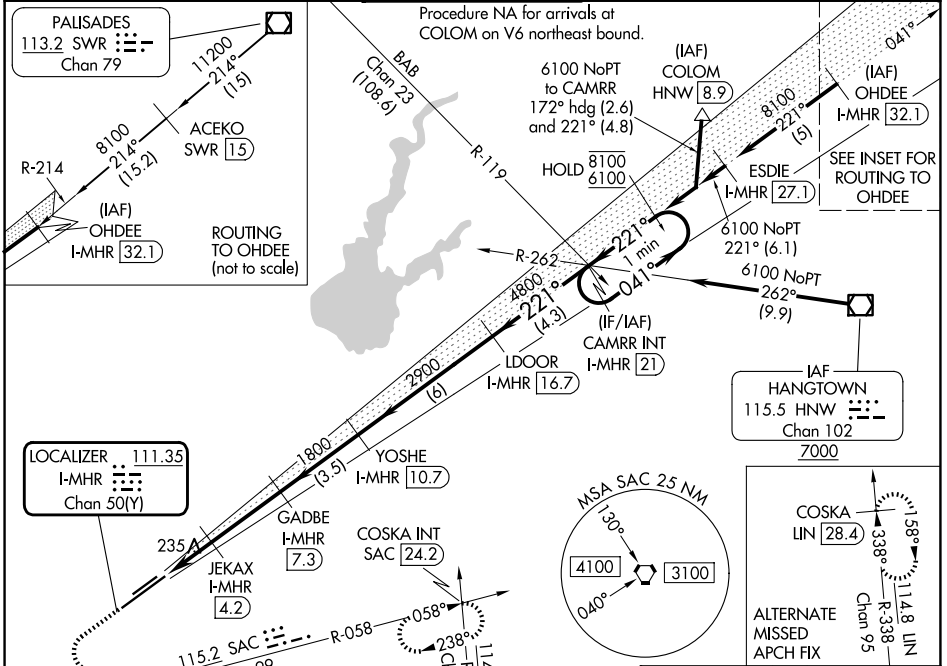 PALISADES
113.2 SWR
Chan 79
11200
214°
(15)
ACEKO
SWR 15
8100
214°
(15.2)
R-214
(IAF)
OHDEE
I-MHR 32.1
ROUTING
TO OHDEE
(not to scale)
Procedure NA for arrivals at
COLOM on V6 northeast bound.
BAB
Chan 23
(108.6)
R-119
6100 NoPT
to CAMRR
172° hdg (2.6)
and 221° (4.8)
(IAF)
COLOM
HNW 8.9
041°
(IAF)
OHDEE
I-MHR 32.1
8100
221°
(5)
HOLD 8100
6100
ESDIE
I-MHR 27.1
SEE INSET FOR
ROUTING TO
OHDEE
6100 NoPT
221° (6.1)
221°
1 min
041°
R-262
6100 NoPT
262°
(9.9)
4800
221°
(4.3)
(IF/IAF)
CAMRR INT
I-MHR 21
LDOOR
I-MHR 16.7
IAF
HANGTOWN
115.5 HNW
Chan 102
7000
2900
(6)
YOSHE
I-MHR 10.7
1800
(3.5)
LOCALIZER 111.35
I-MHR
Chan 50(Y)
GADBE
I-MHR
7.3
235
JEKAX
I-MHR
4.2
COSKA INT
SAC 24.2
MSA SAC 25 NM
130°
4100
3100
040°
COSKA
LIN 28.4
158°
338°
114.8 LIN
R-338
Chan 95
ALTERNATE
MISSED
APCH FIX
115.2 SAC
R-058
058°
238°